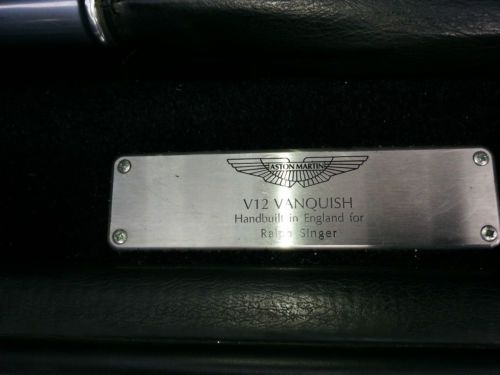 ASTON MARTIN
V12 VANQUISH
Handbuilt in England for
Ralph Singer